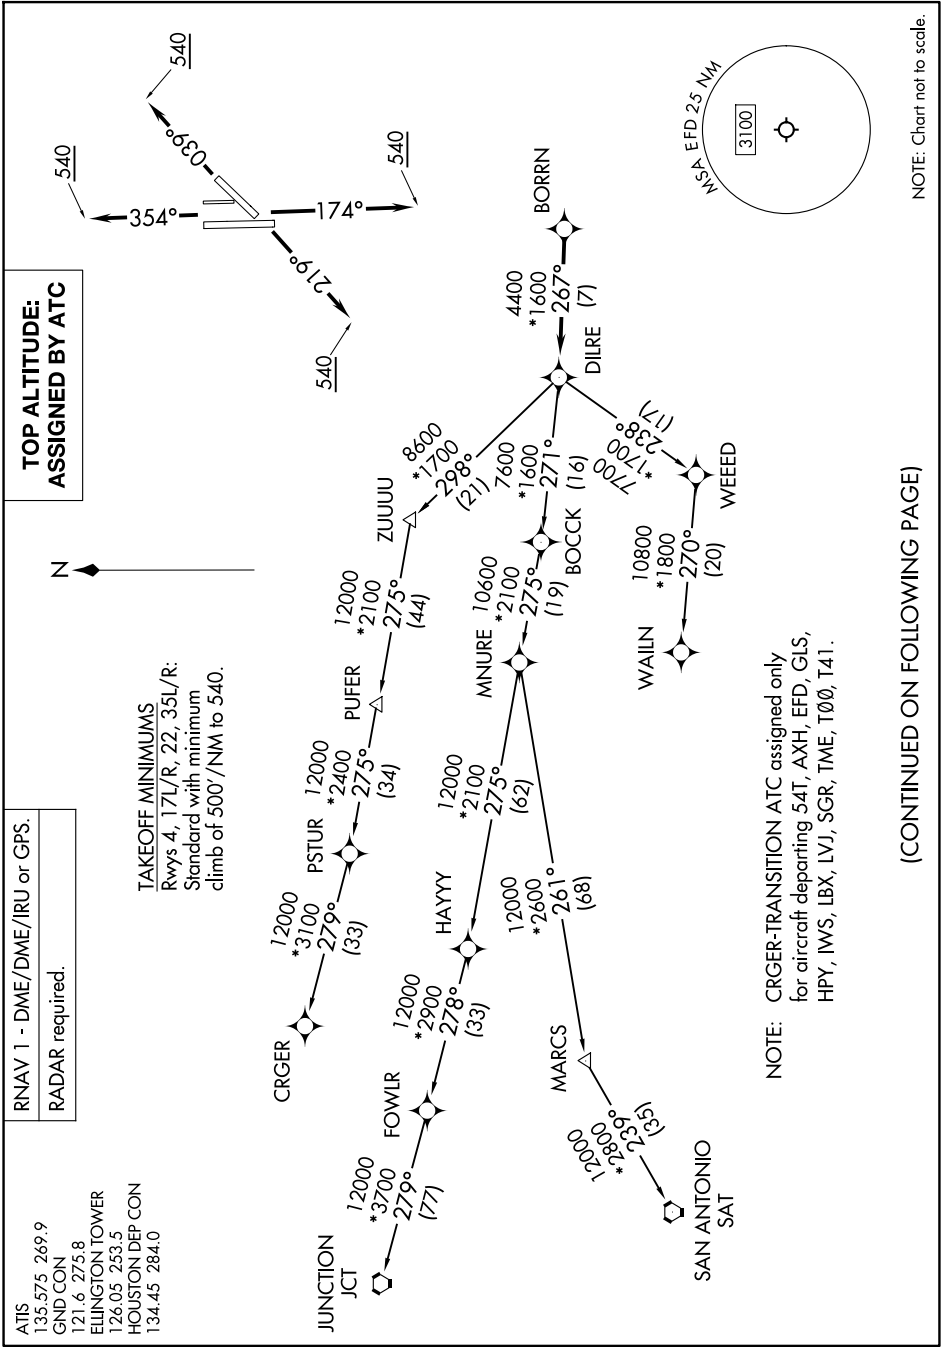 ATIS
135.575 269.9
GND CON
121.6 275.8
ELLINGTON TOWER
126.05 253.5
HOUSTON DEP CON
134.45 284.0
RNAV 1 - DME/DME/IRU or GPS.
RADAR required.
TOP ALTITUDE:
ASSIGNED BY ATC
TAKEOFF MINIMUMS
Rwys 4, 17L/R, 22, 35L/R:
Standard with minimum
climb of 500'/NM to 540.
N
540
354°
540
039°
540
174°
540
219°
CRGER
12000
*3100
279°
(33)
PSTUR
12000
*2400
275°
(34)
PUFER
12000
*2100
275°
(44)
ZUUUU
8600
*1700
298°
(21)
JUNCTION
JCT
12000
*3700
279°
(77)
FOWLR
12000
*2900
278°
(33)
HAYYY
12000
*2100
275°
(62)
MNURE
10600
*2100
275°
(19)
BOCCK
7600
*1600
271°
(16)
DILRE
4400
*1600
267°
(7)
BORRN
SAN ANTONIO
SAT
12000
*2800
239°
(35)
MARCS
12000
*2600
261°
(68)
WAILN
10800
*1800
270°
(20)
WEEED
7700
*1700
238°
(17)
MSA EFD 25 NM
3100
NOTE: CRGER-TRANSITION ATC assigned only
for aircraft departing 54T, AXH, EFD, GLS,
HPY, IWS, LBX, LVJ, SGR, TME, T00, T41.
(CONTINUED ON FOLLOWING PAGE)
NOTE: Chart not to scale.